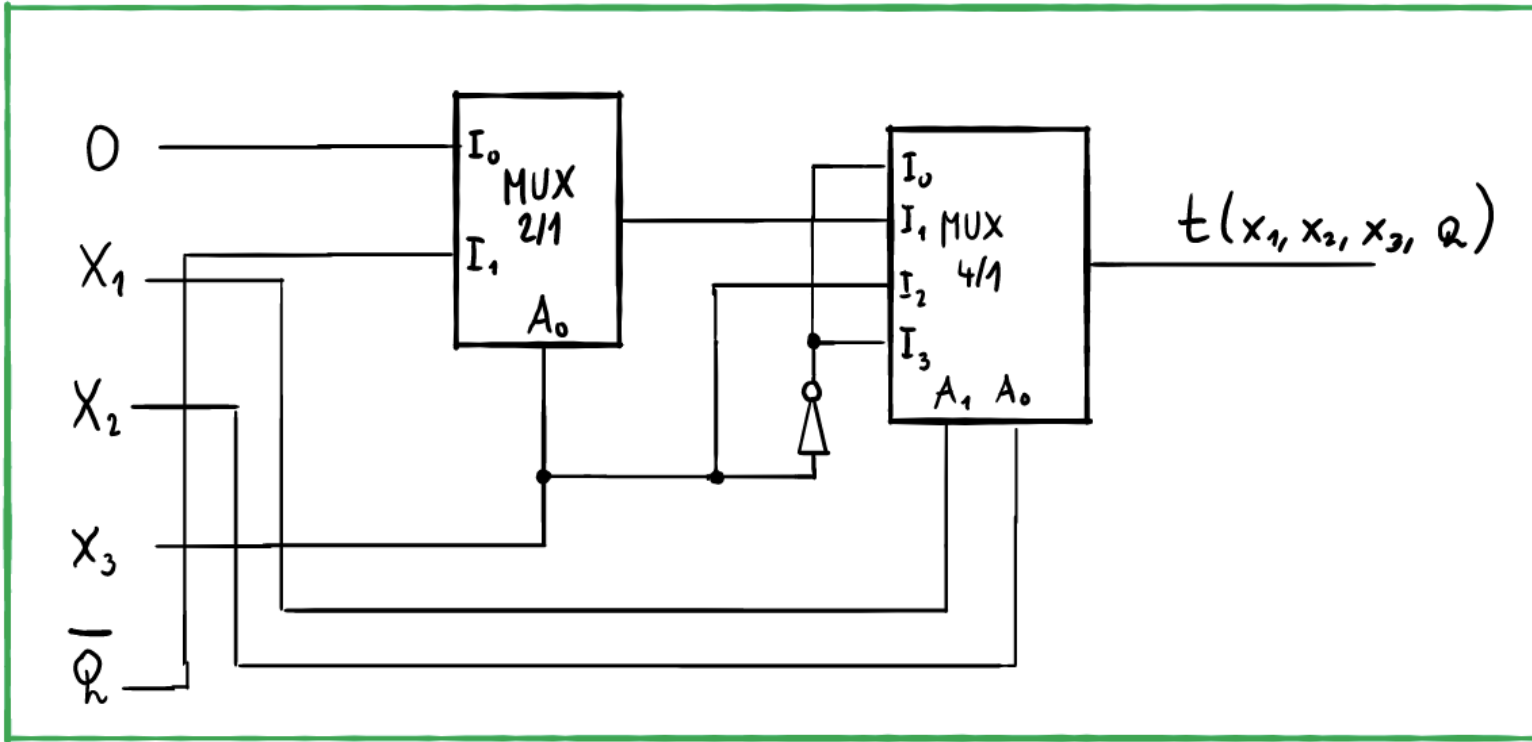 0
X₁
X₂
X₃
Q̅ₙ
I₀
MUX
2/1
I₁
A₀
I₀
I₁ MUX
4/1
I₂
I₃
A₁ A₀
t(x₁, x₂, x₃, Q)